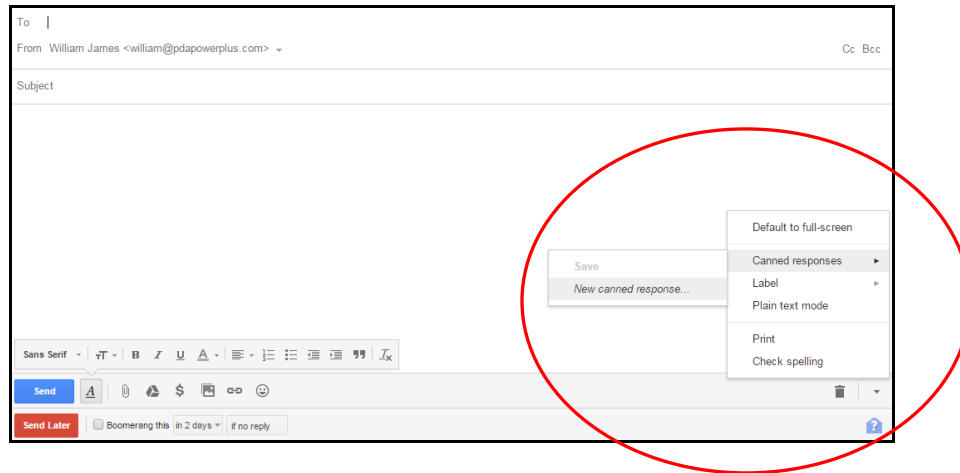 To
From William James <william@pdapowerplus.com> Cc Bcc
Subject
Default to full-screen
Canned responses
Save
New canned response...
Label
Plain text mode
Print
Check spelling
Sans Serif TT B I U A Tx
Send A $
Send Later Boomerang this in 2 days if no reply ?